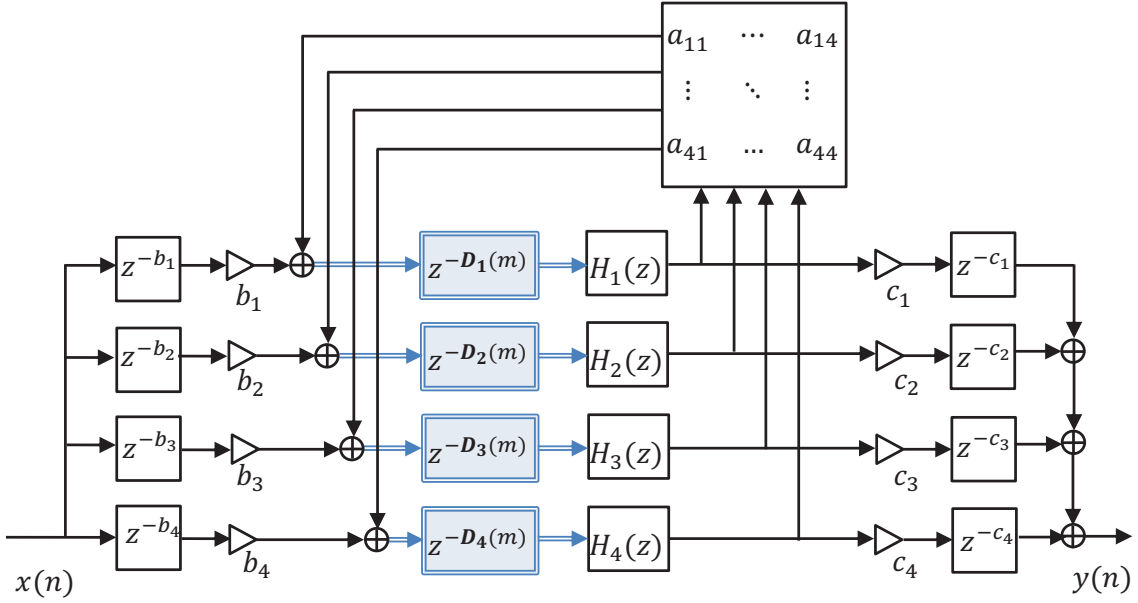 a₁₁ ⋯ a₁₄
⋮ ⋱ ⋮
a₄₁ ... a₄₄
z^{-b₁} b₁ z^{-D₁(m)} H₁(z) c₁ z^{-c₁}
z^{-b₂} b₂ z^{-D₂(m)} H₂(z) c₂ z^{-c₂}
z^{-b₃} b₃ z^{-D₃(m)} H₃(z) c₃ z^{-c₃}
z^{-b₄} b₄ z^{-D₄(m)} H₄(z) c₄ z^{-c₄}
x(n) y(n)